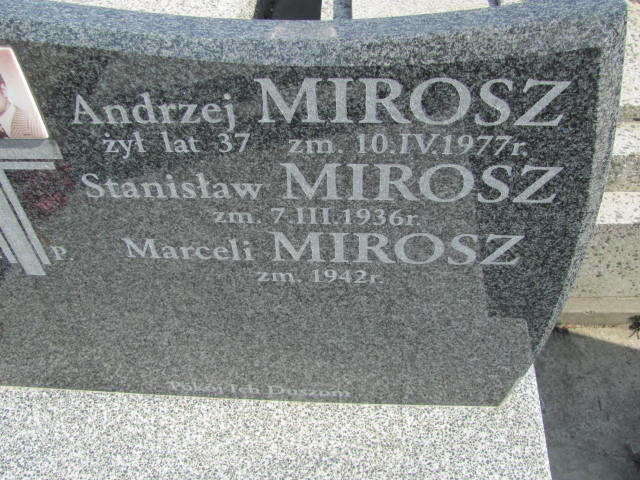 Andrzej MIROSZ
żył lat 37 zm. 10.IV.1977r.
Stanisław MIROSZ
zm. 7.III.1936r.
P. Marceli MIROSZ
zm. 1942r.
Pokój Ich Duszom